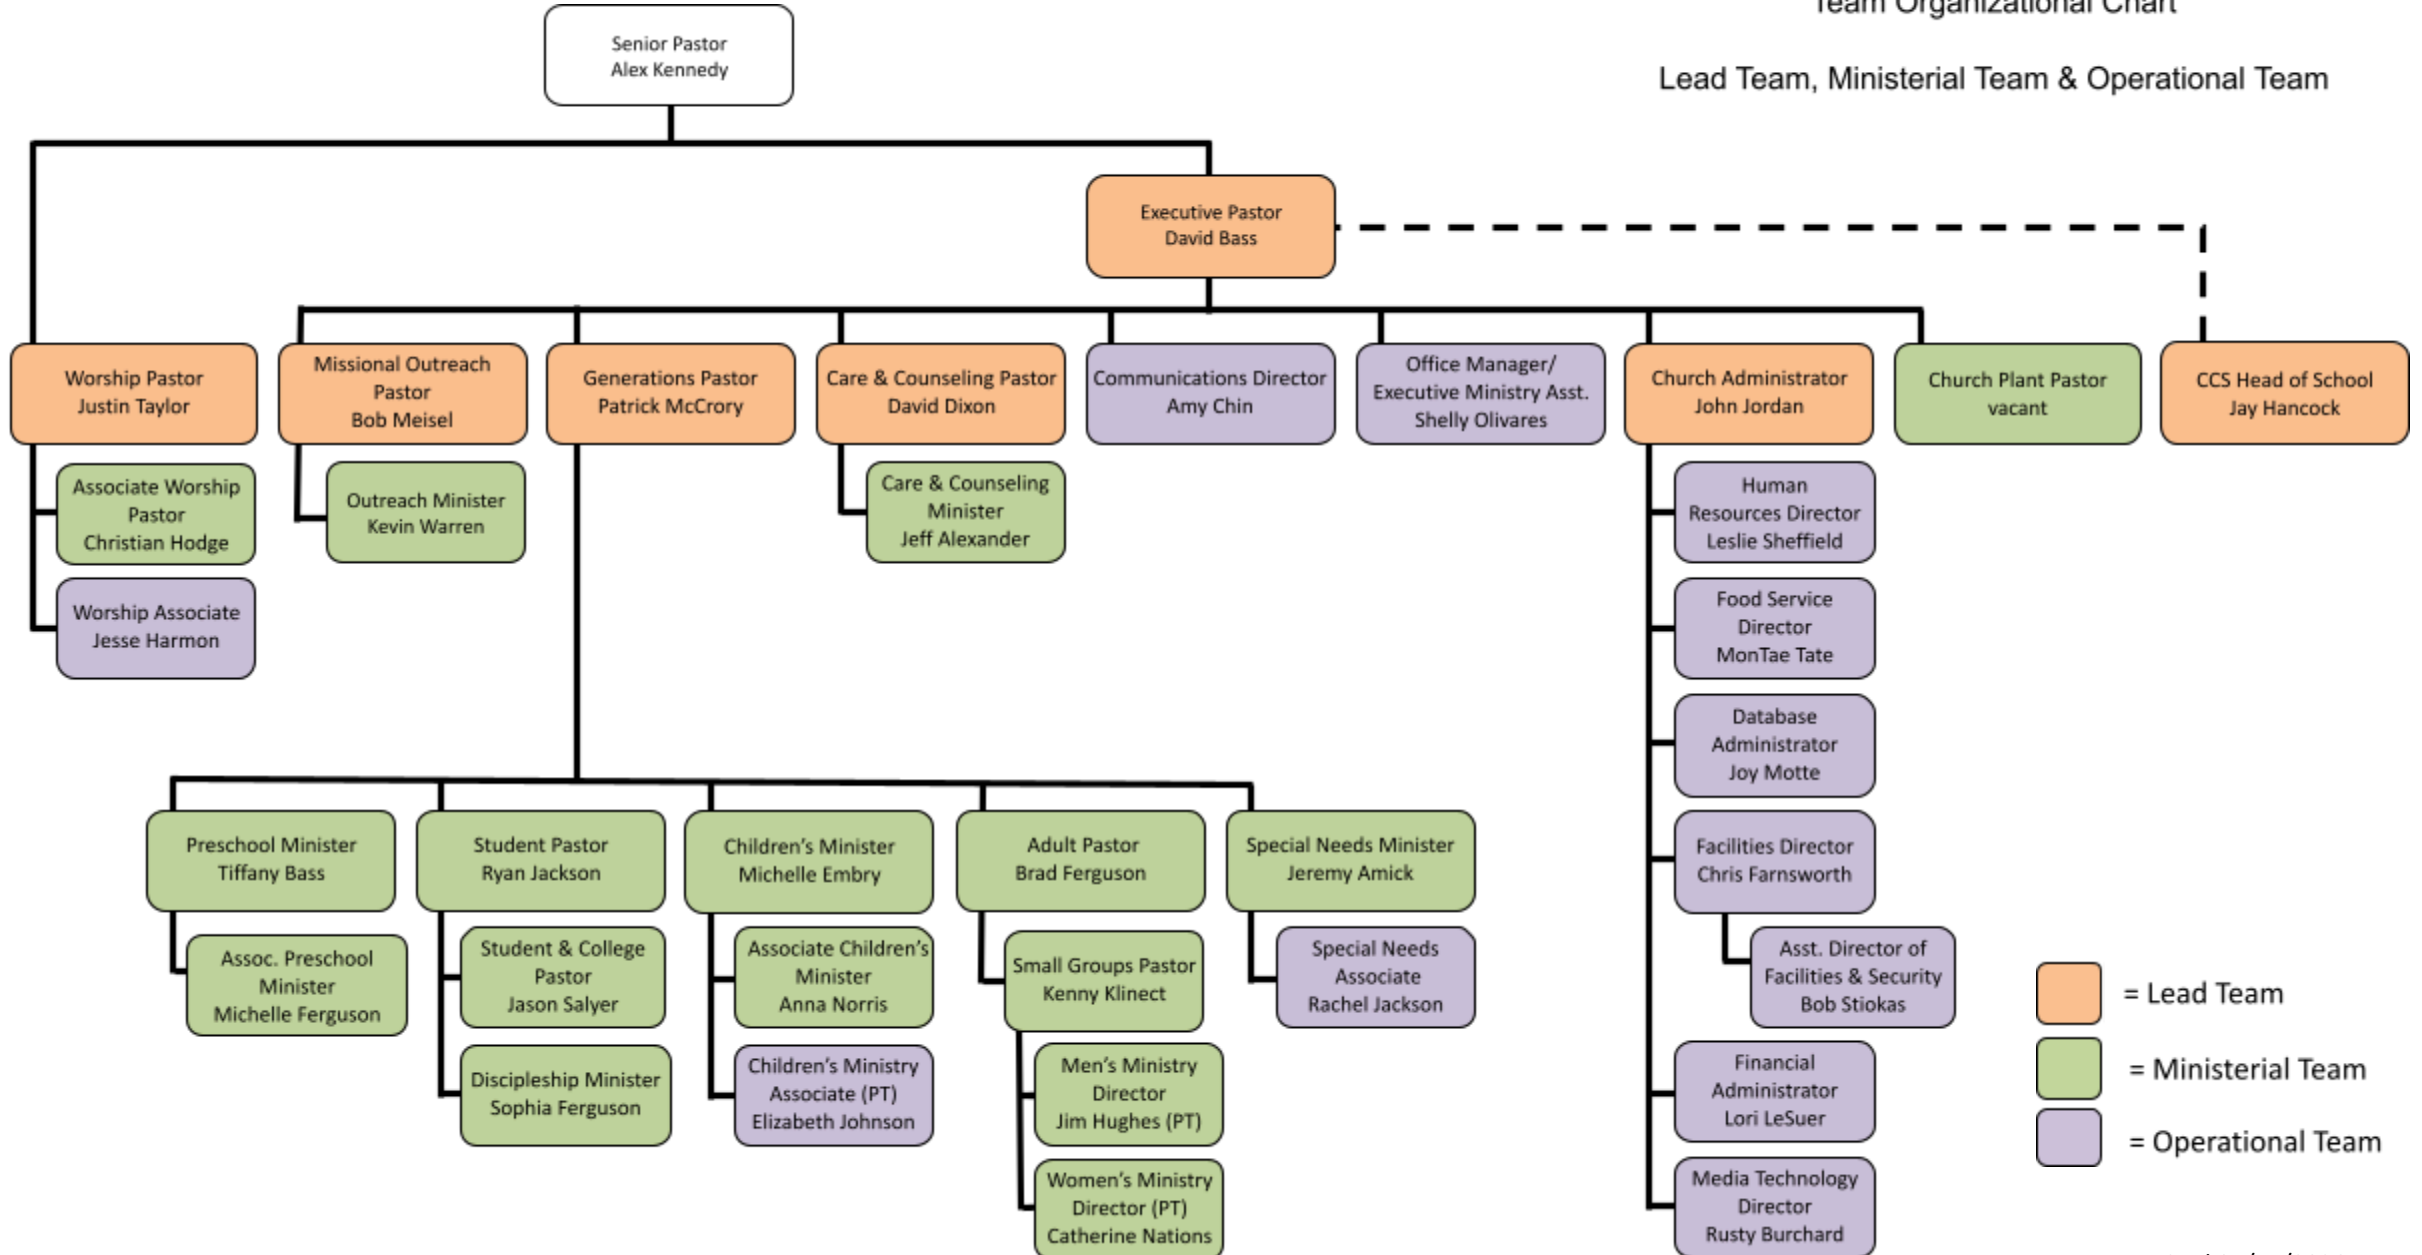 Team Organizational Chart
Lead Team, Ministerial Team & Operational Team
Senior Pastor
Alex Kennedy
Executive Pastor
David Bass
Worship Pastor
Justin Taylor
Missional Outreach
Pastor
Bob Meisel
Generations Pastor
Patrick McCrory
Care & Counseling Pastor
David Dixon
Communications Director
Amy Chin
Office Manager/
Executive Ministry Asst.
Shelly Olivares
Church Administrator
John Jordan
Church Plant Pastor
vacant
CCS Head of School
Jay Hancock
Associate Worship
Pastor
Christian Hodge
Worship Associate
Jesse Harmon
Outreach Minister
Kevin Warren
Care & Counseling
Minister
Jeff Alexander
Human
Resources Director
Leslie Sheffield
Food Service
Director
MonTae Tate
Database
Administrator
Joy Motte
Facilities Director
Chris Farnsworth
Asst. Director of
Facilities & Security
Bob Stiokas
Financial
Administrator
Lori LeSuer
Media Technology
Director
Rusty Burchard
Preschool Minister
Tiffany Bass
Assoc. Preschool
Minister
Michelle Ferguson
Student Pastor
Ryan Jackson
Student & College
Pastor
Jason Salyer
Discipleship Minister
Sophia Ferguson
Children’s Minister
Michelle Embry
Associate Children’s
Minister
Anna Norris
Children’s Ministry
Associate (PT)
Elizabeth Johnson
Adult Pastor
Brad Ferguson
Small Groups Pastor
Kenny Klinect
Men’s Ministry
Director
Jim Hughes (PT)
Women’s Ministry
Director (PT)
Catherine Nations
Special Needs Minister
Jeremy Amick
Special Needs
Associate
Rachel Jackson
= Lead Team
= Ministerial Team
= Operational Team